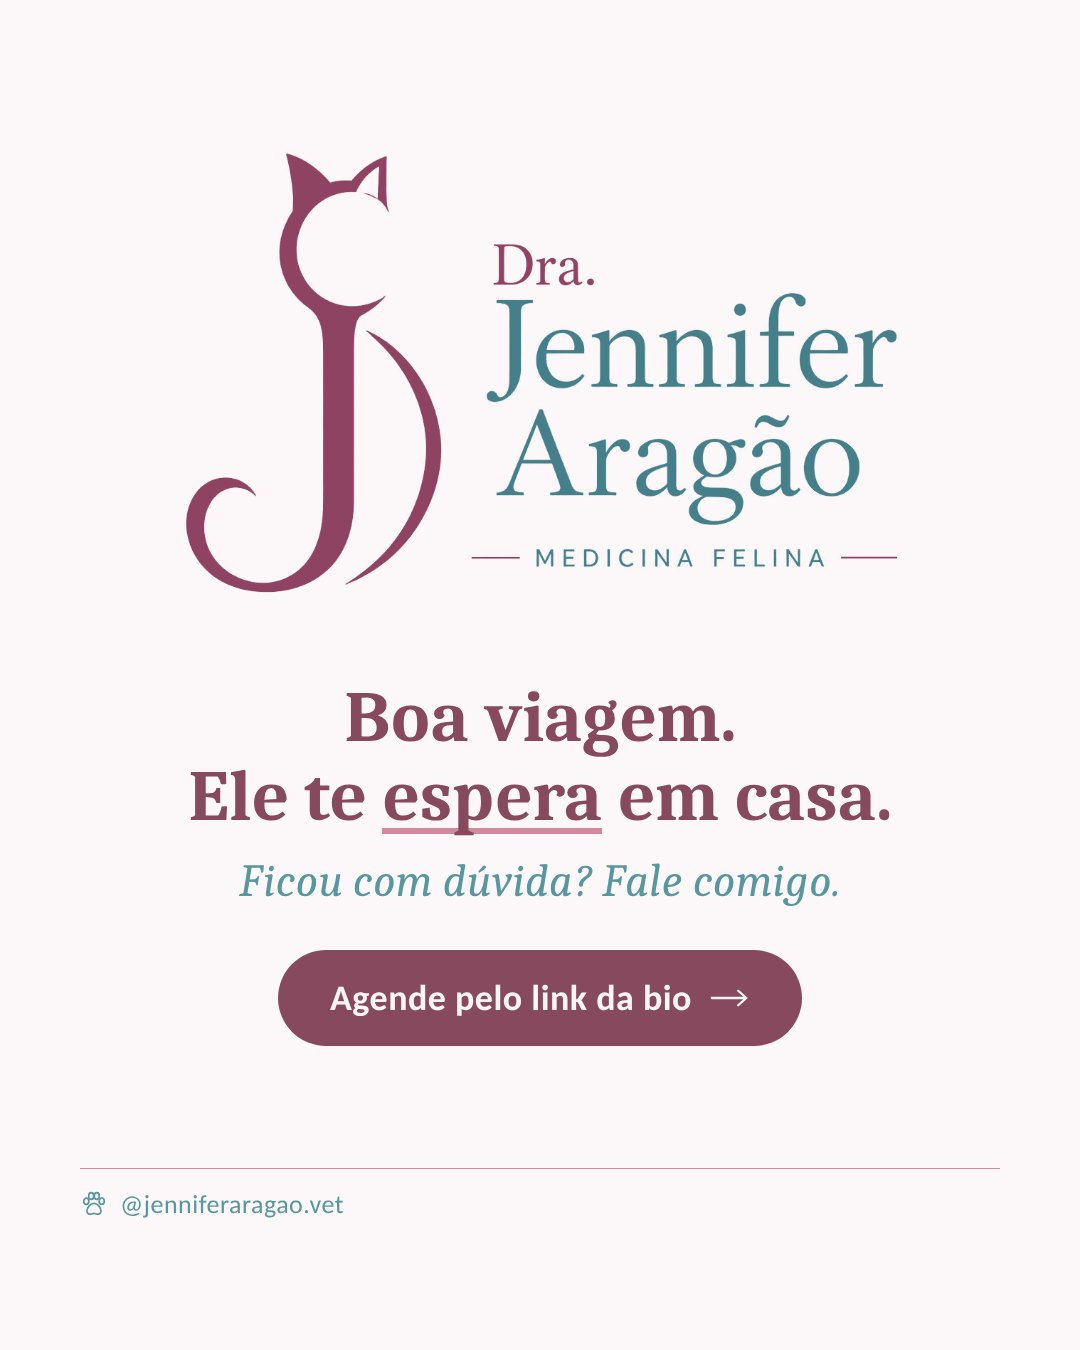 Dra.
Jennifer
Aragão
MEDICINA FELINA
Boa viagem.
Ele te espera em casa.
Ficou com dúvida? Fale comigo.
Agende pelo link da bio →
@jenniferaragao.vet